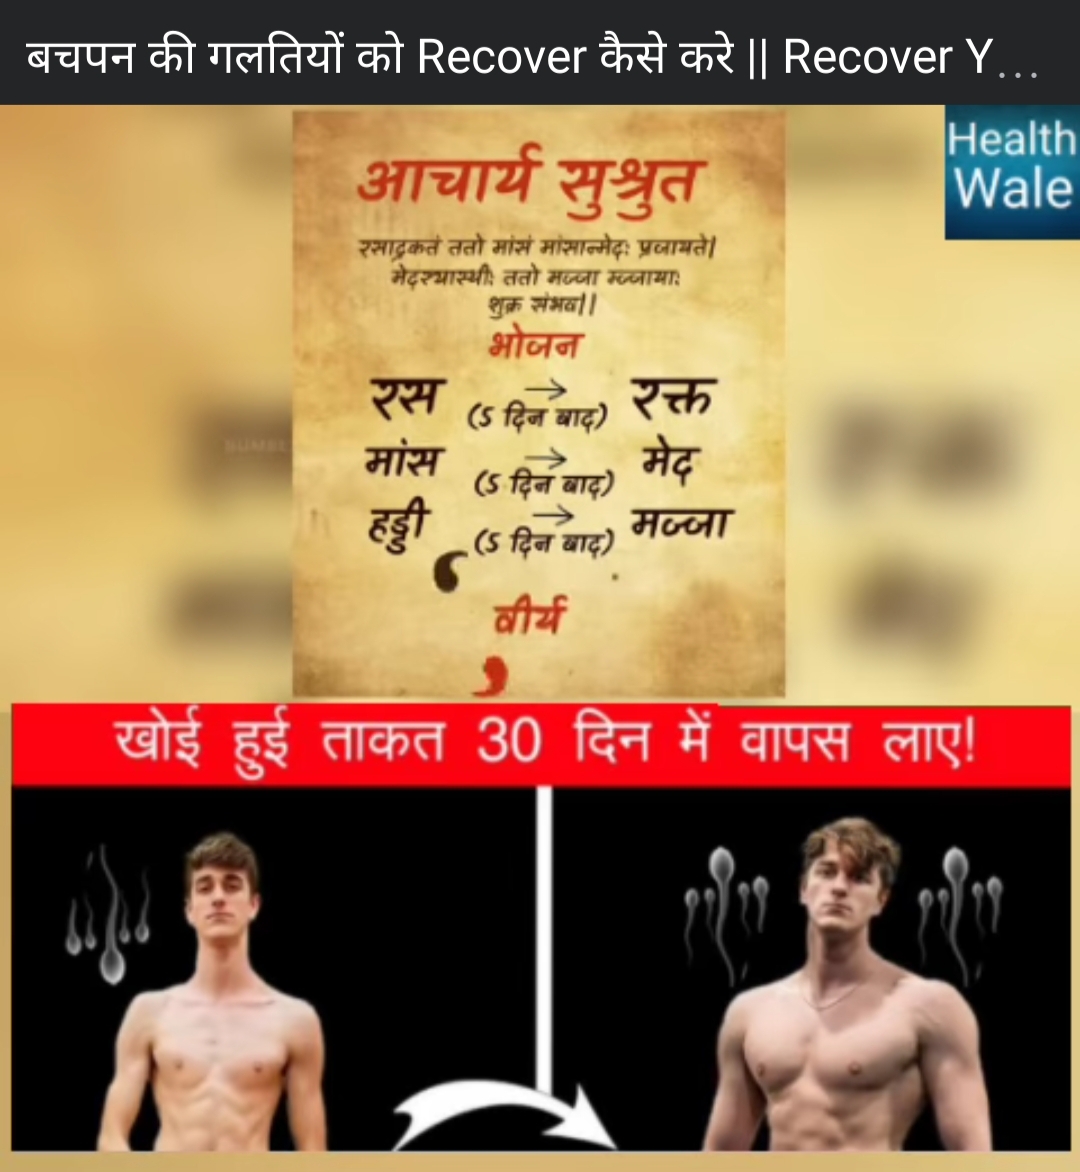 बचपन की गलतियों को Recover कैसे करे || Recover Y...
Health
Wale
आचार्य सुश्रुत
रसाद्रक्तं ततो मांसं मांसान्मेदः प्रजायते|
मेदस्यास्थीः ततो मज्जा मज्जायाः
शुक्र संभव||
भोजन
रस → (5 दिन बाद) रक्त
मांस → (5 दिन बाद) मेद
हड्डी → (5 दिन बाद) मज्जा
वीर्य
खोई हुई ताकत 30 दिन में वापस लाए!